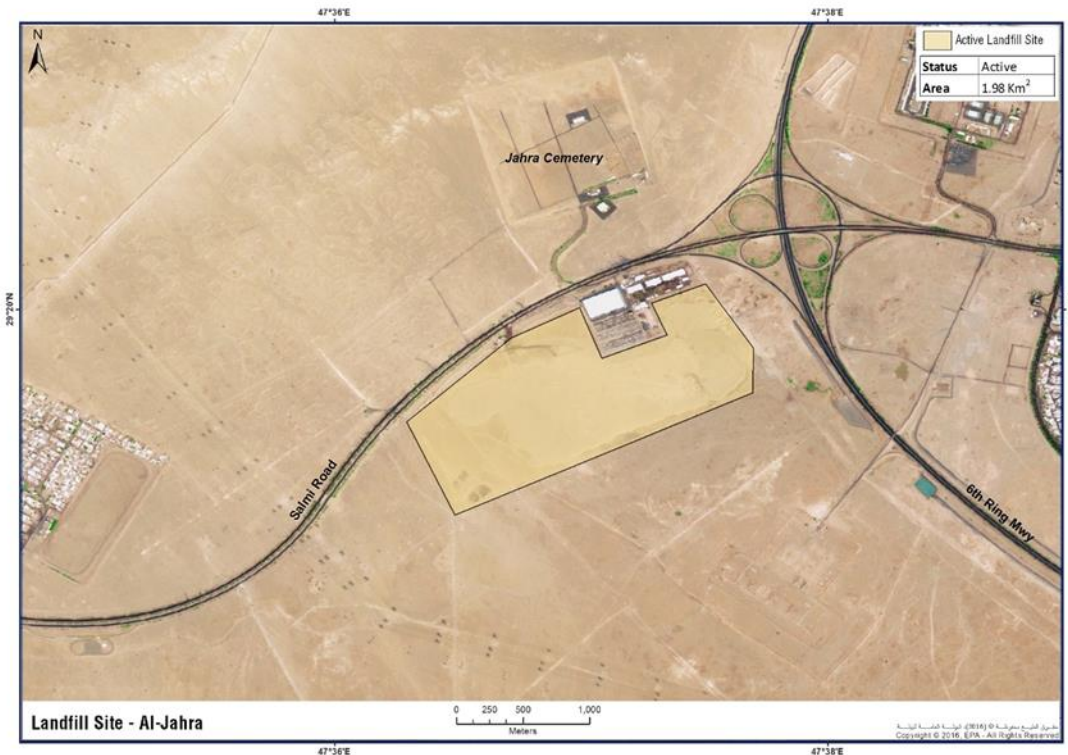 47°36'E
47°38'E
N
Active Landfill Site
Status Active
Area 1.98 Km²
Jahra Cemetery
29°20'N
Salmi Road
6th Ring Mwy
Landfill Site - Al-Jahra
0 250 500 1,000
Meters
Copyright © 2016, EPA - All Rights Reserved
47°36'E
47°38'E